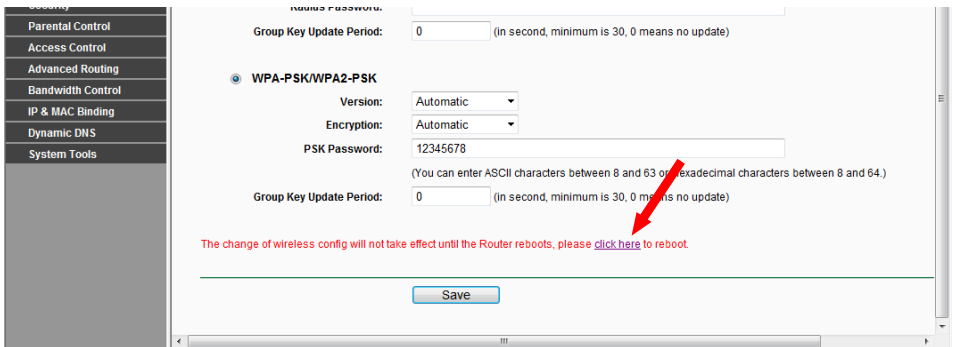 Security
Radius Password:
Parental Control
Group Key Update Period: 0 (in second, minimum is 30, 0 means no update)
Access Control
Advanced Routing
WPA-PSK/WPA2-PSK
Bandwidth Control
Version: Automatic
IP & MAC Binding
Encryption: Automatic
Dynamic DNS
PSK Password: 12345678
System Tools
(You can enter ASCII characters between 8 and 63 or Hexadecimal characters between 8 and 64.)
Group Key Update Period: 0 (in second, minimum is 30, 0 means no update)
The change of wireless config will not take effect until the Router reboots, please click here to reboot.
Save